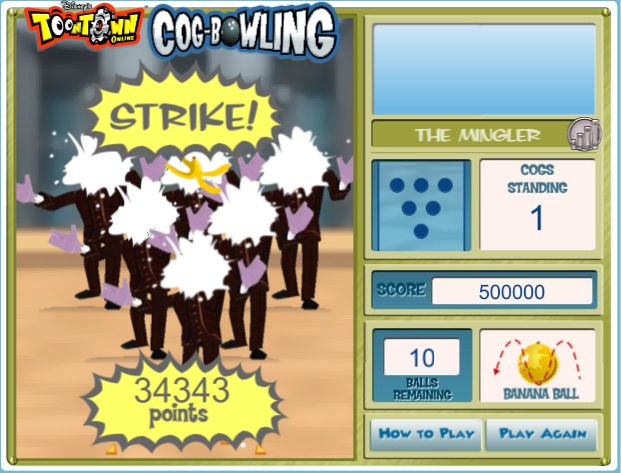 Disney's
TOONTOWN
ONLINE
COG-BOWLING
STRIKE!
THE MINGLER
COGS
STANDING
1
SCORE
500000
10
BALLS
REMAINING
BANANA BALL
34343
points
HOW TO PLAY
PLAY AGAIN